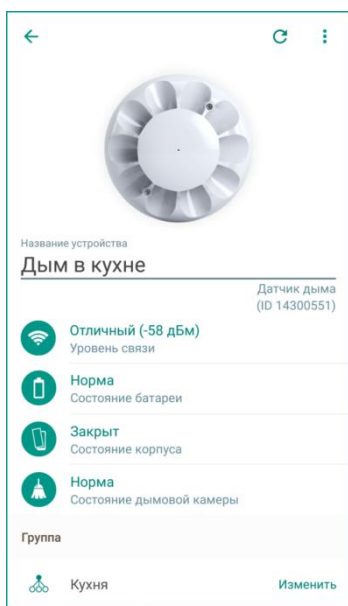 Название устройства
Дым в кухне
Датчик дыма
(ID 14300551)
Отличный (-58 дБм)
Уровень связи
Норма
Состояние батареи
Закрыт
Состояние корпуса
Норма
Состояние дымовой камеры
Группа
Кухня Изменить